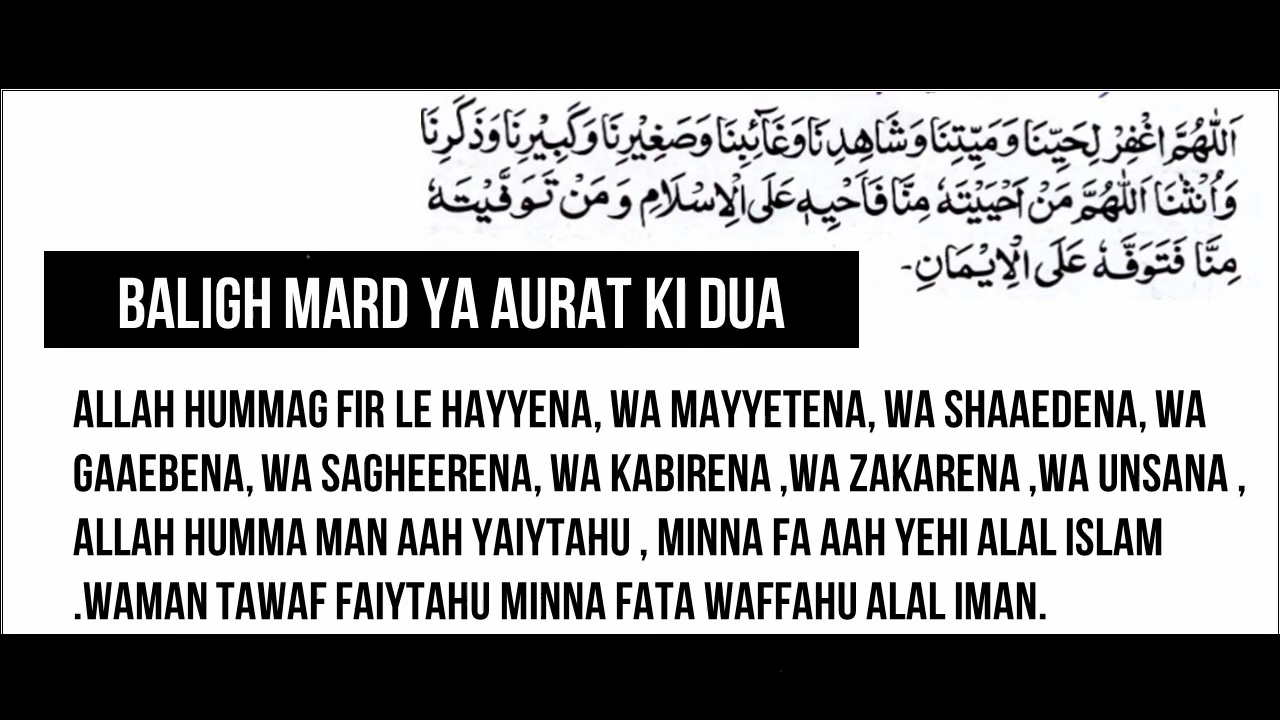 اَللّٰهُمَّ اغْفِرْ لِحَيِّنَا وَمَيِّتِنَا وَشَاهِدِنَا وَغَآئِبِنَا وَصَغِيْرِنَا وَكَبِيْرِنَا وَذَكَرِنَا
وَاُنْثٰنَا اَللّٰهُمَّ مَنْ اَحْيَيْتَهٗ مِنَّا فَاَحْيِهٖ عَلَى الْاِسْلَامِ وَمَنْ تَوَفَّيْتَهٗ
مِنَّا فَتَوَفَّهٗ عَلَى الْاِيْمَانِ-
BALIGH MARD YA AURAT KI DUA
ALLAH HUMMAG FIR LE HAYYENA, WA MAYYETENA, WA SHAAEDENA, WA
GAAEBENA, WA SAGHEERENA, WA KABIRENA ,WA ZAKARENA ,WA UNSANA ,
ALLAH HUMMA MAN AAH YAIYTAHU , MINNA FA AAH YEHI ALAL ISLAM
.WAMAN TAWAF FAIYTAHU MINNA FATA WAFFAHU ALAL IMAN.